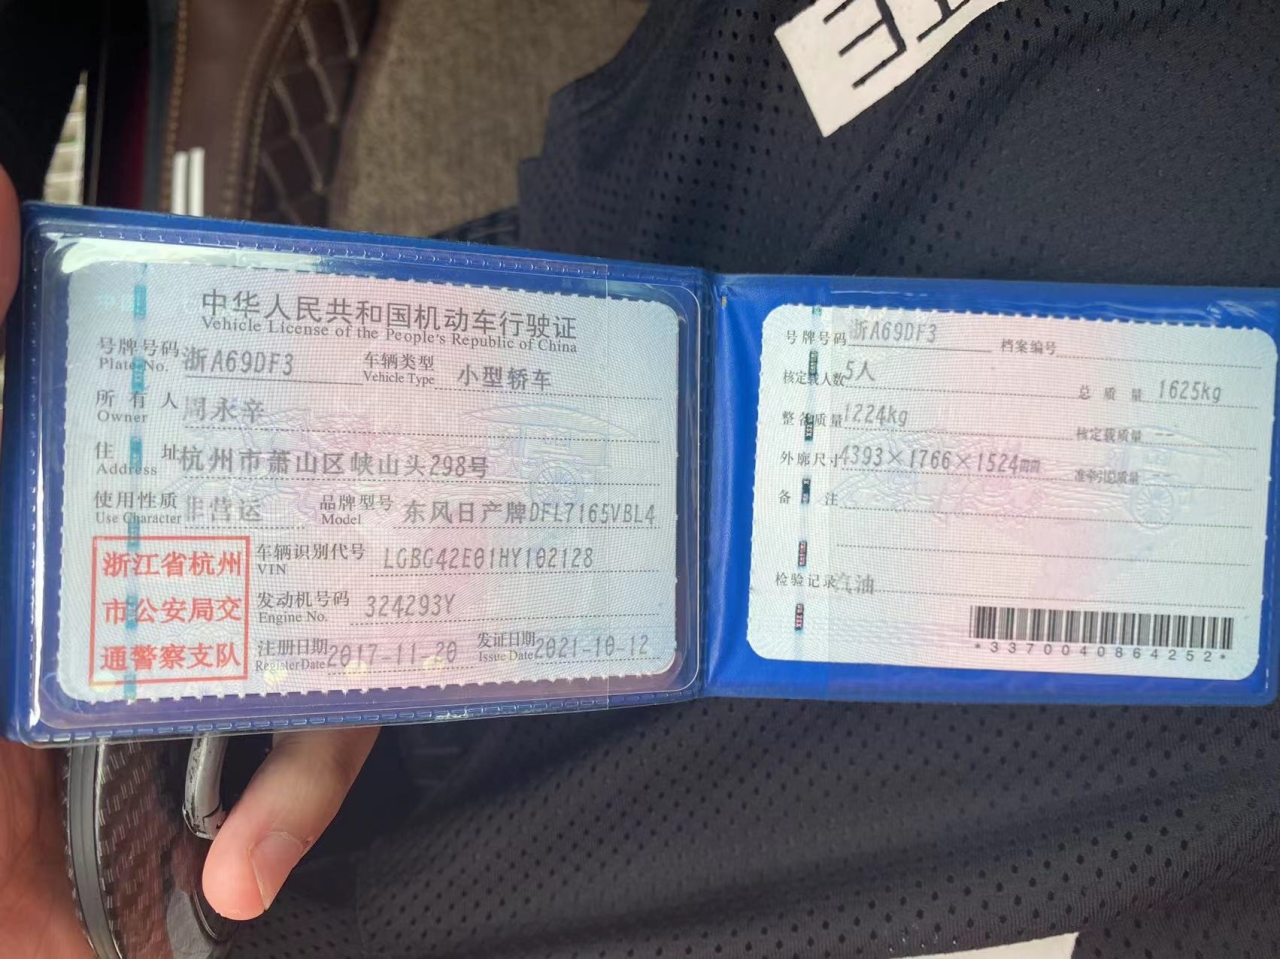 中华人民共和国机动车行驶证
Vehicle License of the People's Republic of China
号牌号码 浙A69DF3 车辆类型 小型轿车
Plate No. Vehicle Type
所有人 周永辛
Owner
住址 杭州市萧山区峡山头298号
Address
使用性质 非营运 品牌型号 东风日产牌DFL7165VBL4
Use Character Model
浙江省杭州
市公安局交
通警察支队
车辆识别代号 LGBG42E01HY102128
VIN
发动机号码 324293Y
Engine No.
注册日期 2017-11-20 发证日期 2021-10-12
Register Date Issue Date
号牌号码 浙A69DF3 档案编号
核定载人数 5人 总质量 1625kg
整备质量 1224kg 核定载质量 --
外廓尺寸 4393×1766×1524mm 准牵引总质量 --
备注
检验记录 汽油
*3370040864252*